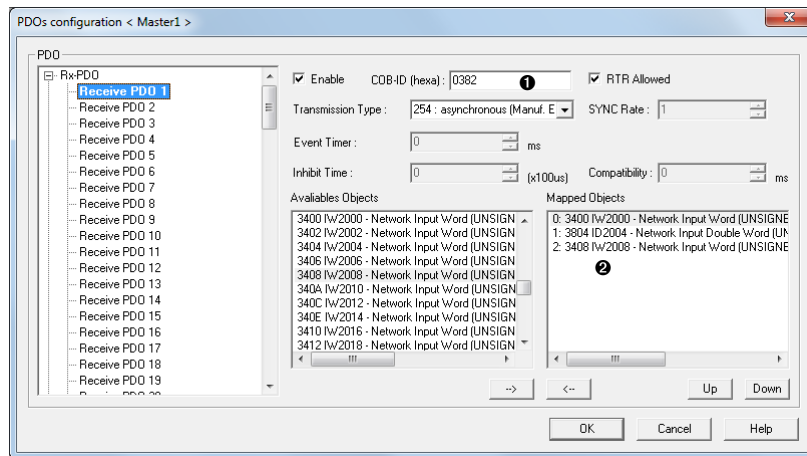 PDOs configuration < Master1 >
PDO
Rx-PDO
Receive PDO 1
Receive PDO 2
Receive PDO 3
Receive PDO 4
Receive PDO 5
Receive PDO 6
Receive PDO 7
Receive PDO 8
Receive PDO 9
Receive PDO 10
Receive PDO 11
Receive PDO 12
Receive PDO 13
Receive PDO 14
Receive PDO 15
Receive PDO 16
Receive PDO 17
Receive PDO 18
Receive PDO 19
Enable COB-ID (hexa) : 0382 ❶ RTR Allowed
Transmission Type : 254 : asynchronous (Manuf. E SYNC Rate : 1
Event Timer : 0 ms
Inhibit Time : 0 (x100us) Compatibility : 0 ms
Avaliables Objects
3400 IW2000 - Network Input Word (UNSIGN
3402 IW2002 - Network Input Word (UNSIGN
3404 IW2004 - Network Input Word (UNSIGN
3406 IW2006 - Network Input Word (UNSIGN
3408 IW2008 - Network Input Word (UNSIGN
340A IW2010 - Network Input Word (UNSIGN
340C IW2012 - Network Input Word (UNSIGN
340E IW2014 - Network Input Word (UNSIGN
3410 IW2016 - Network Input Word (UNSIGN
3412 IW2018 - Network Input Word (UNSIGN
Mapped Objects
0: 3400 IW2000 - Network Input Word (UNSIGNE
1: 3804 ID2004 - Network Input Double Word (UN
2: 3408 IW2008 - Network Input Word (UNSIGNE
❷
--> <-- Up Down
OK Cancel Help